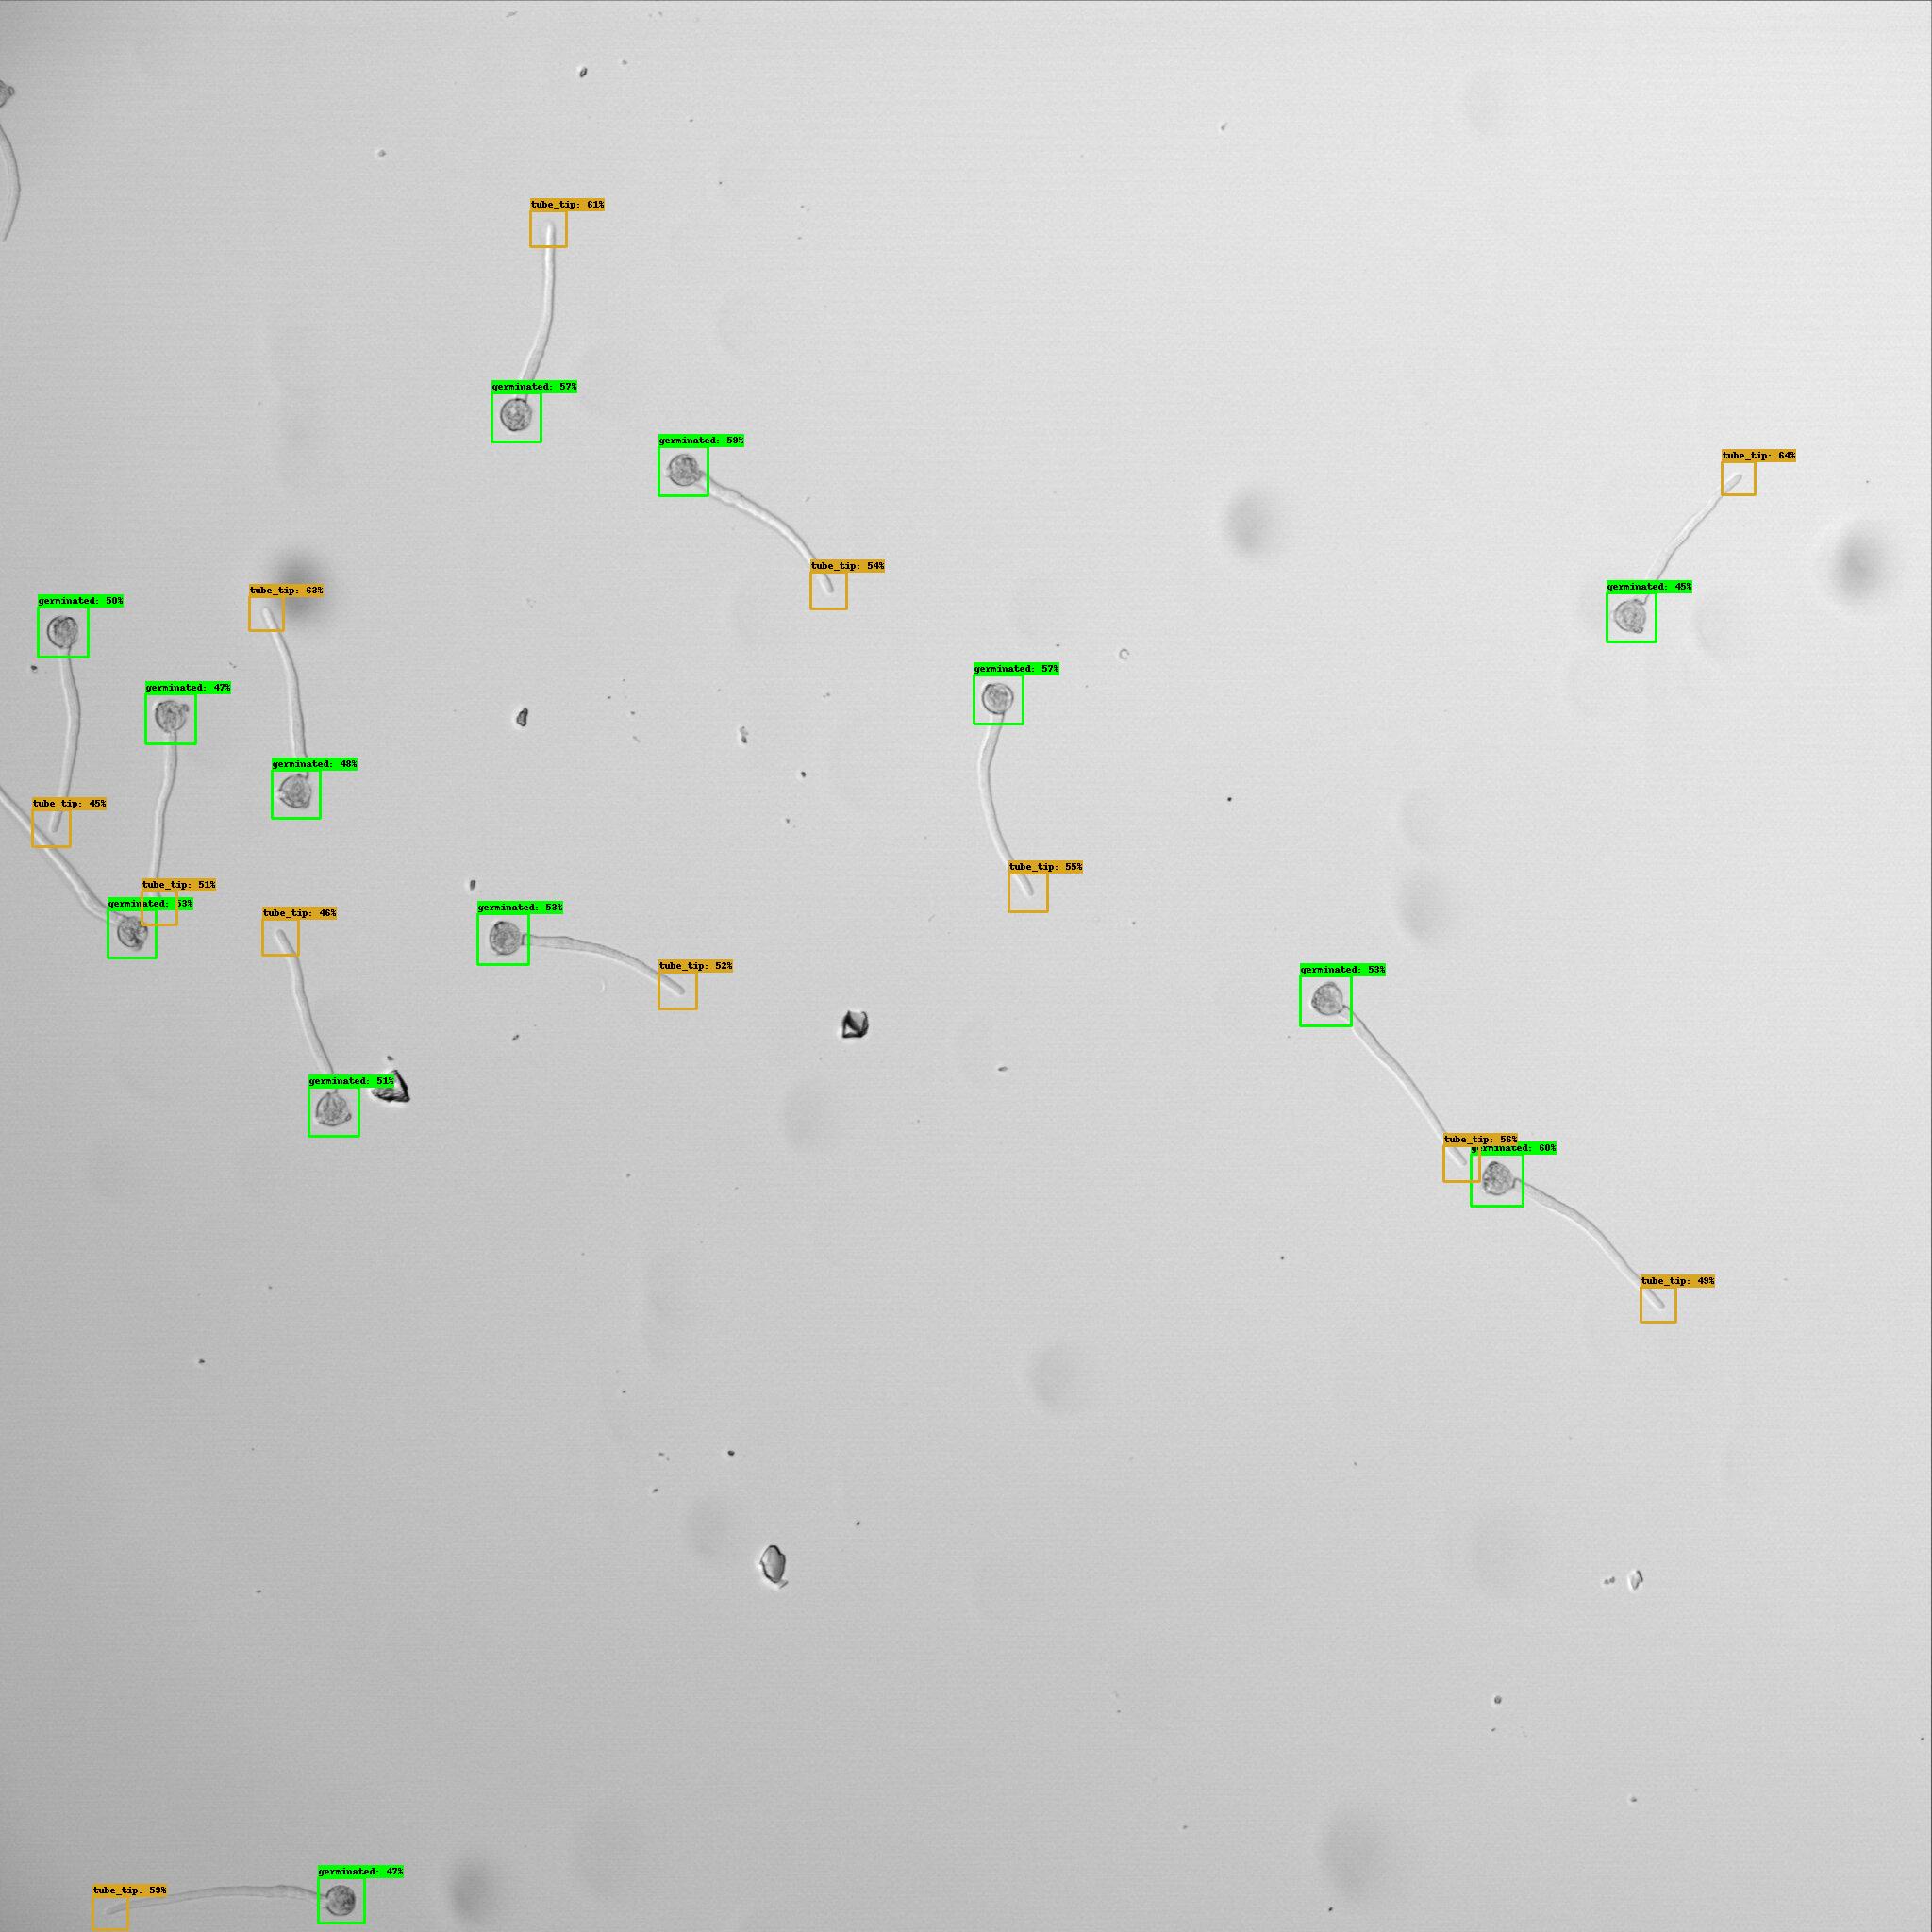 tube_tip: 61%
germinated: 57%
germinated: 59%
tube_tip: 64%
tube_tip: 54%
germinated: 45%
tube_tip: 63%
germinated: 50%
germinated: 57%
germinated: 47%
germinated: 48%
tube_tip: 45%
tube_tip: 55%
tube_tip: 51%
germinated: 53%
germinated: 53%
tube_tip: 46%
tube_tip: 52%
germinated: 53%
germinated: 51%
tube_tip: 56%
germinated: 60%
tube_tip: 49%
germinated: 47%
tube_tip: 59%